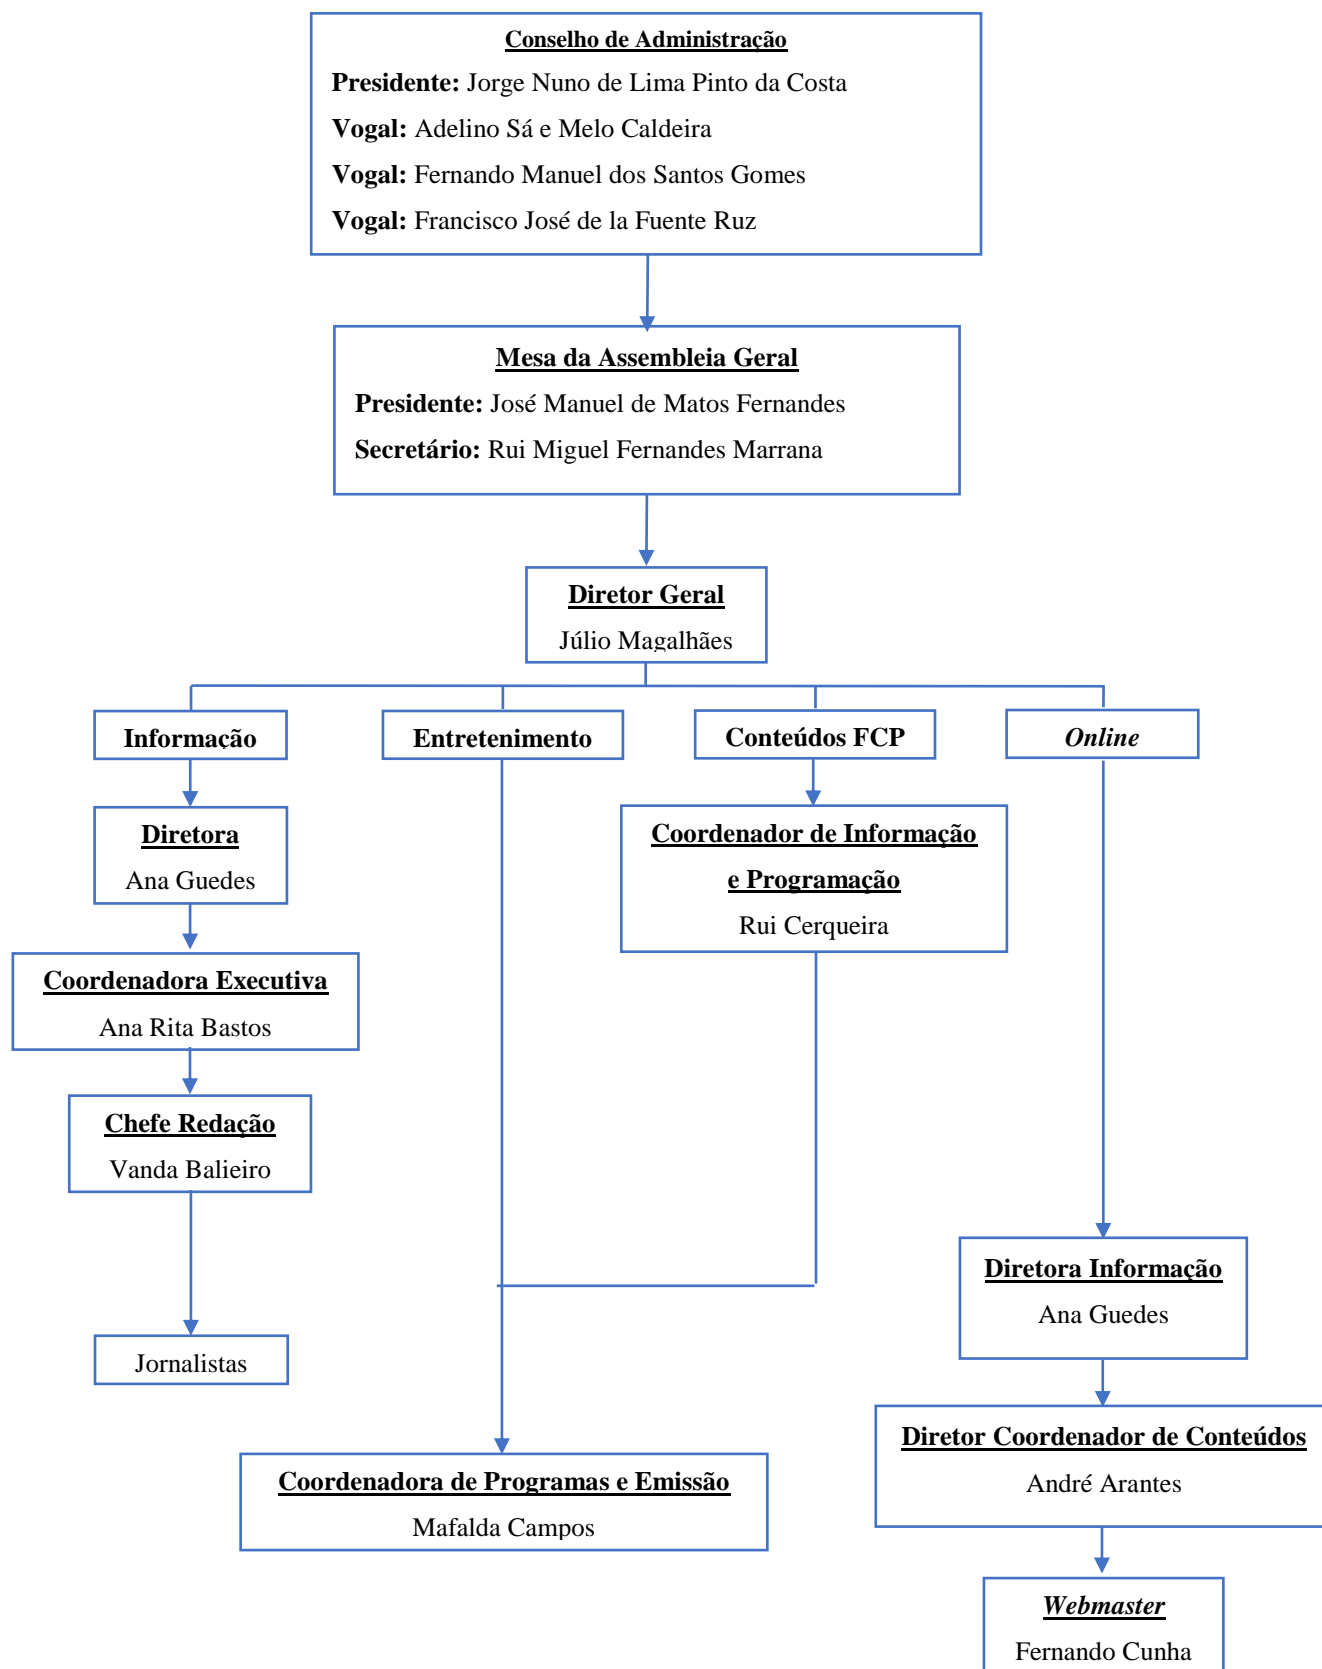 Conselho de Administração
Presidente: Jorge Nuno de Lima Pinto da Costa
Vogal: Adelino Sá e Melo Caldeira
Vogal: Fernando Manuel dos Santos Gomes
Vogal: Francisco José de la Fuente Ruz
Mesa da Assembleia Geral
Presidente: José Manuel de Matos Fernandes
Secretário: Rui Miguel Fernandes Marrana
Diretor Geral
Júlio Magalhães
Informação
Entretenimento
Conteúdos FCP
Online
Diretora
Ana Guedes
Coordenador de Informação
e Programação
Rui Cerqueira
Coordenadora Executiva
Ana Rita Bastos
Chefe Redação
Vanda Balieiro
Jornalistas
Diretora Informação
Ana Guedes
Diretor Coordenador de Conteúdos
André Arantes
Coordenadora de Programas e Emissão
Mafalda Campos
Webmaster
Fernando Cunha